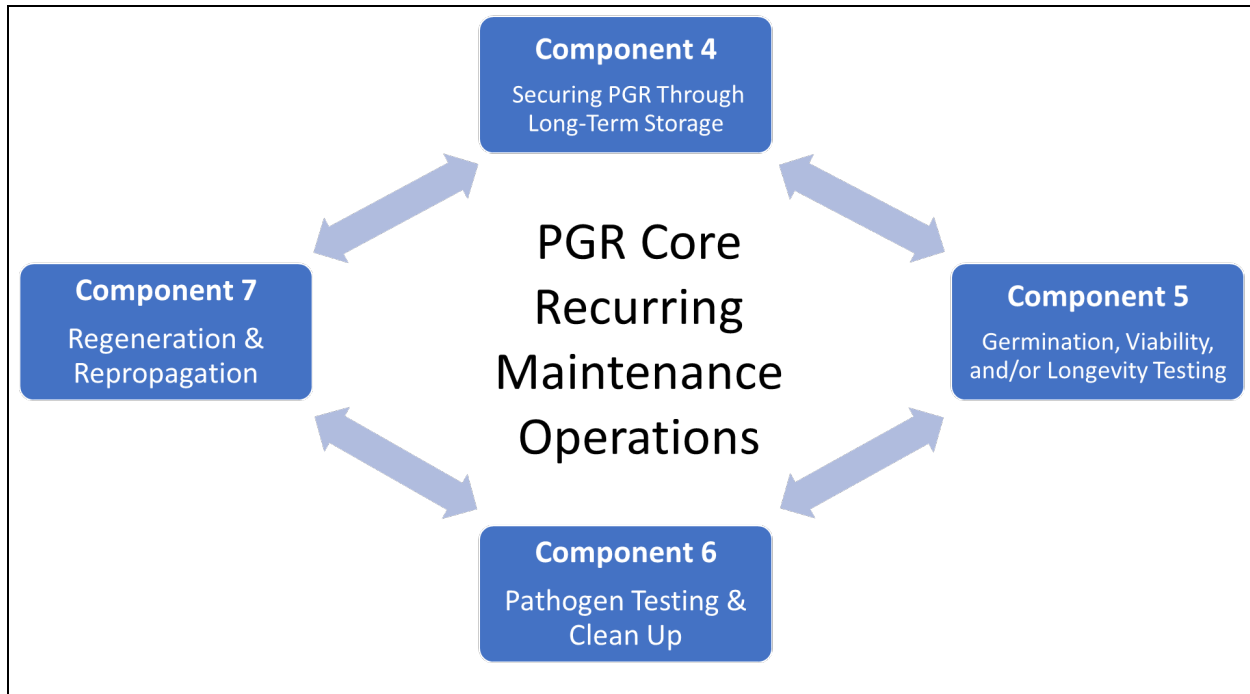 Component 4
Securing PGR Through
Long-Term Storage
PGR Core
Recurring
Maintenance
Operations
Component 7
Regeneration &
Repropagation
Component 5
Germination, Viability,
and/or Longevity Testing
Component 6
Pathogen Testing &
Clean Up